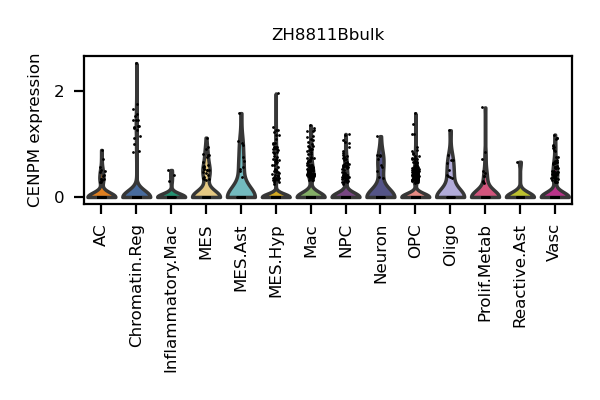 ZH8811Bbulk
CENPM expression
2
0
AC
Chromatin.Reg
Inflammatory.Mac
MES
MES.Ast
MES.Hyp
Mac
NPC
Neuron
OPC
Oligo
Prolif.Metab
Reactive.Ast
Vasc